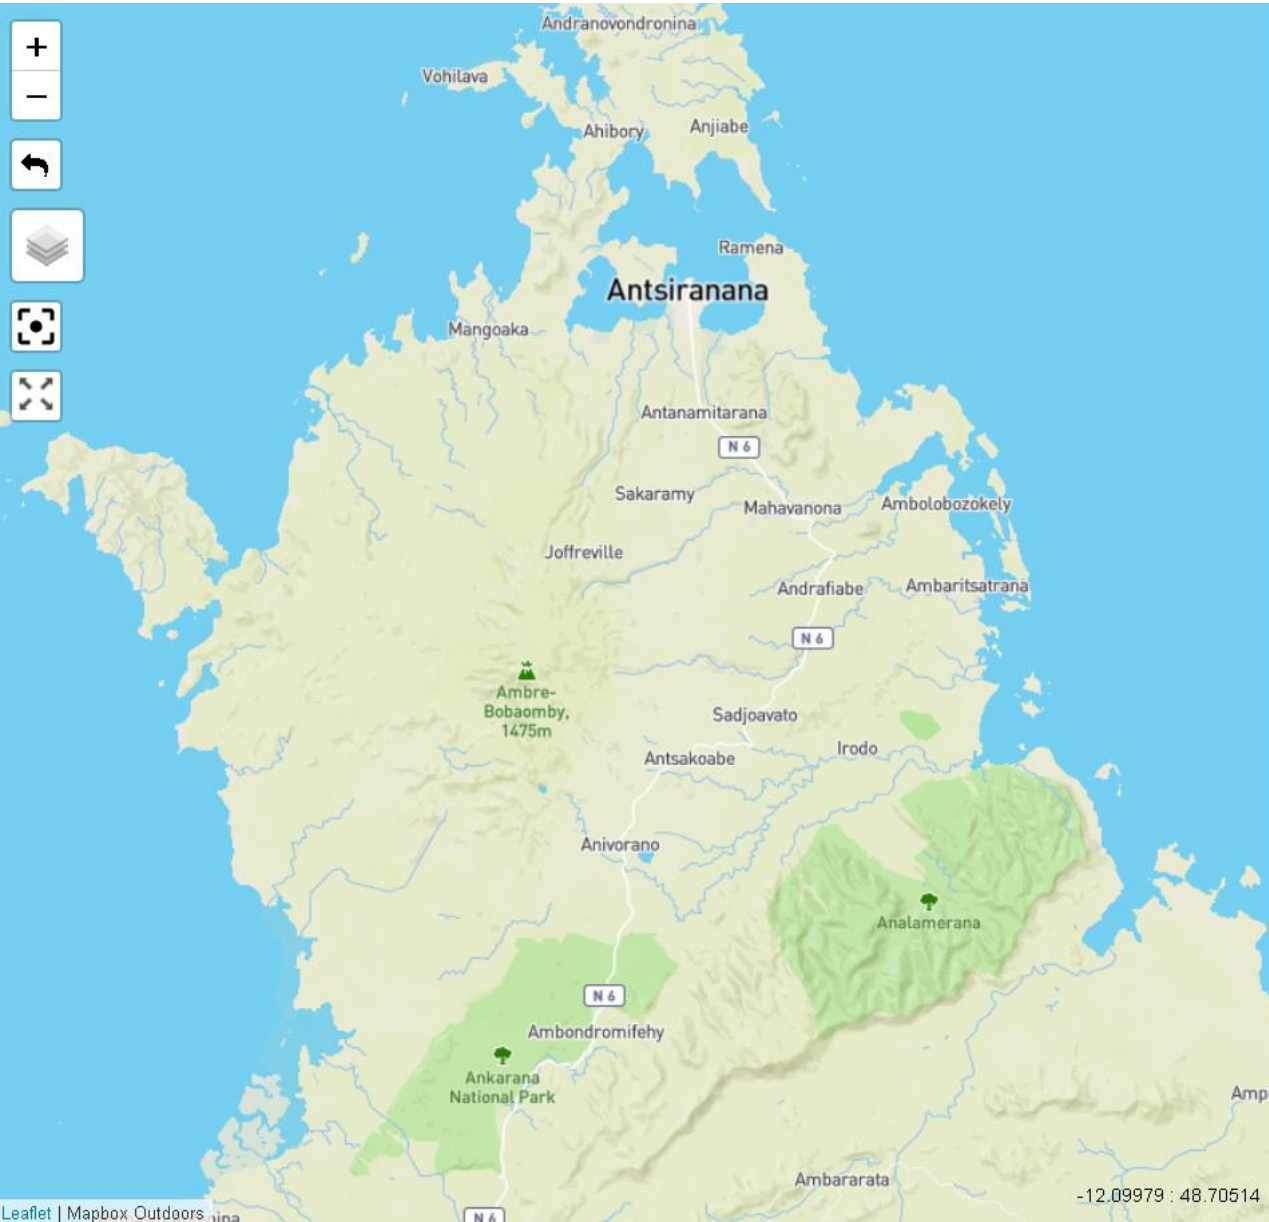 Andranovondronina
+
Vohilava
−
Ahibory
Anjiabe
Ramena
Antsiranana
Mangoaka
Antanamitarana
N 6
Sakaramy
Mahavanona
Ambolobozokely
Joffreville
Andrafiabe
Ambaritsatrana
N 6
Ambre-
Bobaomby,
1475m
Sadjoavato
Irodo
Antsakoabe
Anivorano
Analamerana
N 6
Ambondromifehy
Ankarana
National Park
Amp
Ambararata
-12.09979 : 48.70514
Leaflet | Mapbox Outdoors
N 6